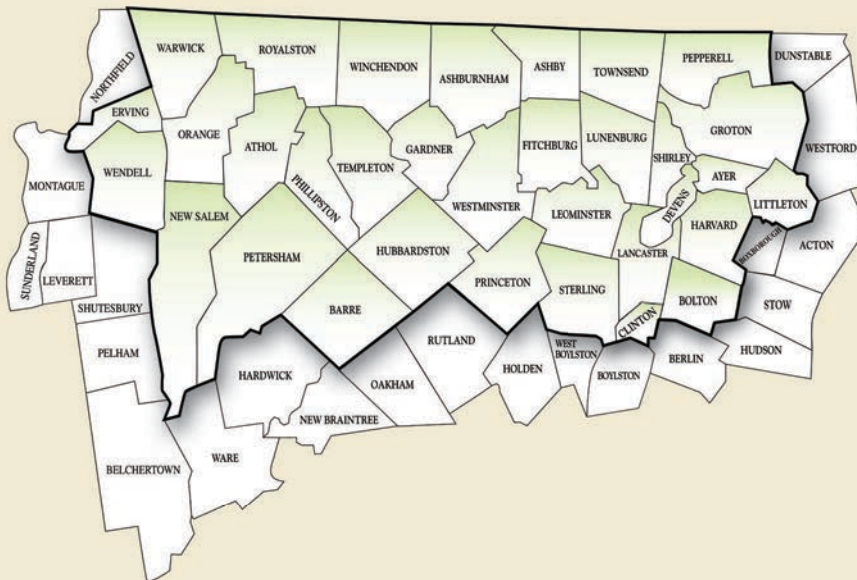 NORTHFIELD
WARWICK
ROYALSTON
WINCHENDON
ASHBURNHAM
ASHBY
TOWNSEND
PEPPERELL
DUNSTABLE
ERVING
ORANGE
ATHOL
GARDNER
FITCHBURG
LUNENBURG
GROTON
WESTFORD
WENDELL
TEMPLETON
SHIRLEY
AYER
MONTAGUE
PHILLIPSTON
WESTMINSTER
LEOMINSTER
DEVENS
LITTLETON
NEW SALEM
HARVARD
SUNDERLAND
LEVERETT
PETERSHAM
HUBBARDSTON
LANCASTER
BOXBOROUGH
ACTON
PRINCETON
STERLING
BOLTON
SHUTESBURY
BARRE
CLINTON
STOW
PELHAM
RUTLAND
WEST
BOYLSTON
HUDSON
HARDWICK
HOLDEN
BERLIN
OAKHAM
BOYLSTON
NEW BRAINTREE
BELCHERTOWN
WARE